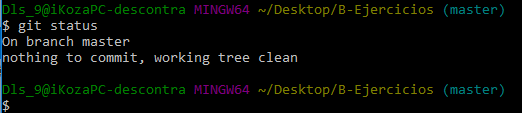 Dls_9@iKozaPC-descontra MINGW64 ~/Desktop/B-Ejercicios (master)
$ git status
On branch master
nothing to commit, working tree clean
Dls_9@iKozaPC-descontra MINGW64 ~/Desktop/B-Ejercicios (master)
$